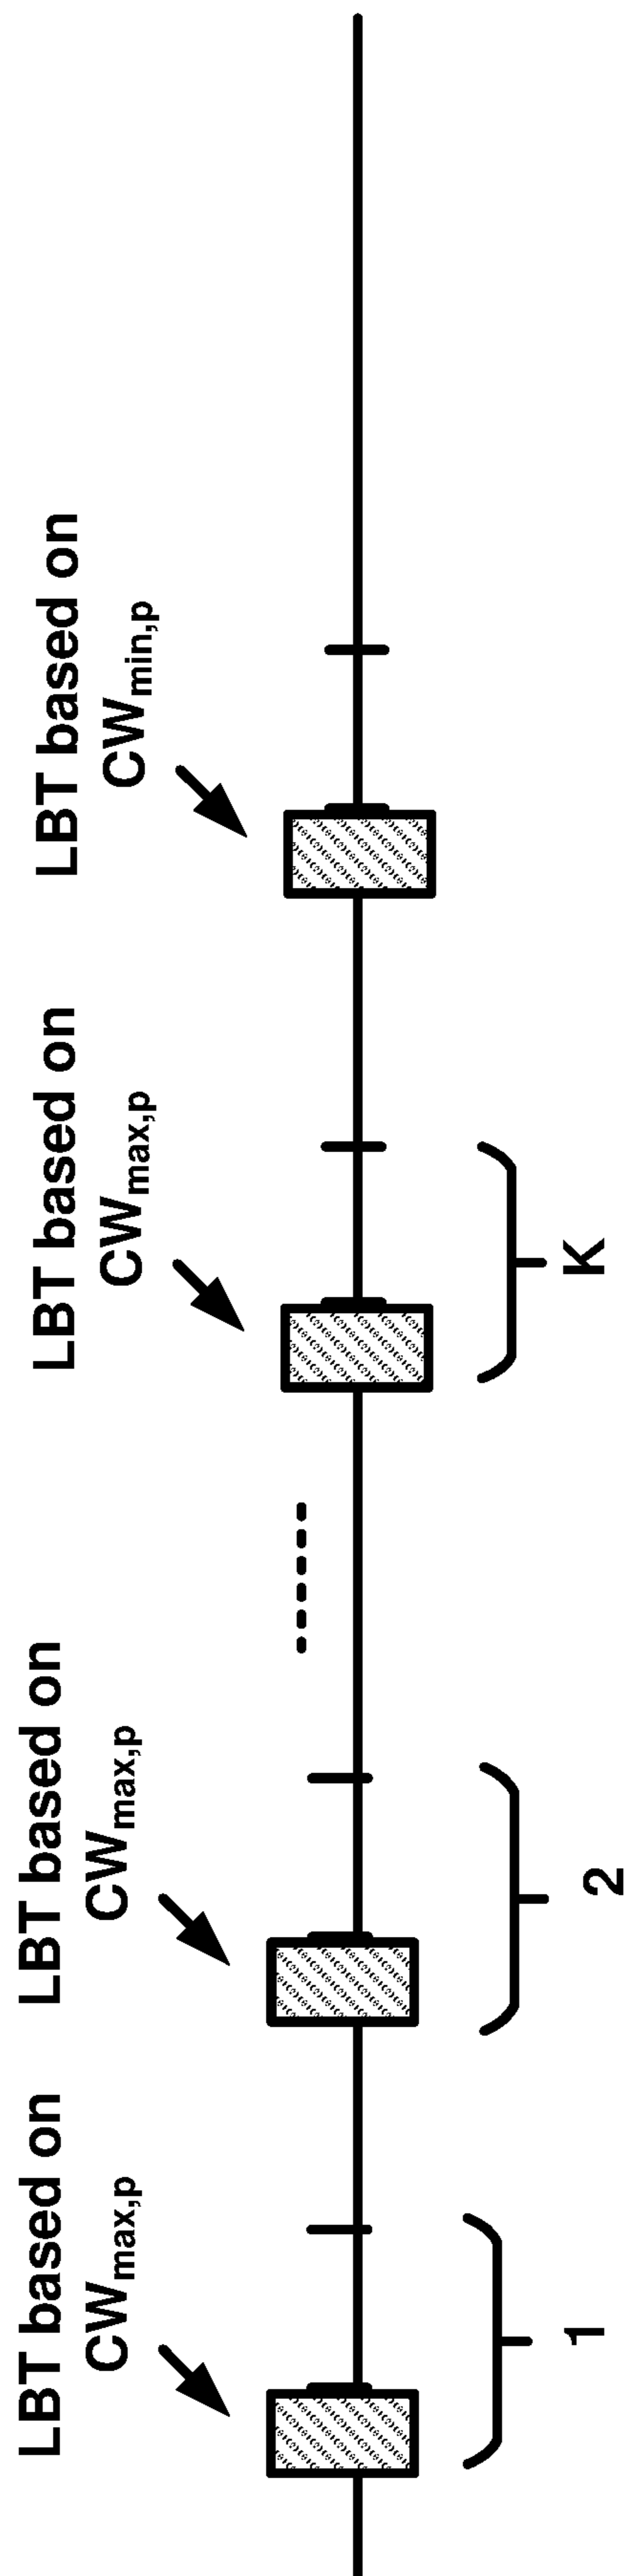 LBT based on
CWmax,p
LBT based on
CWmax,p
LBT based on
CWmax,p
LBT based on
CWmin,p
1
2
K